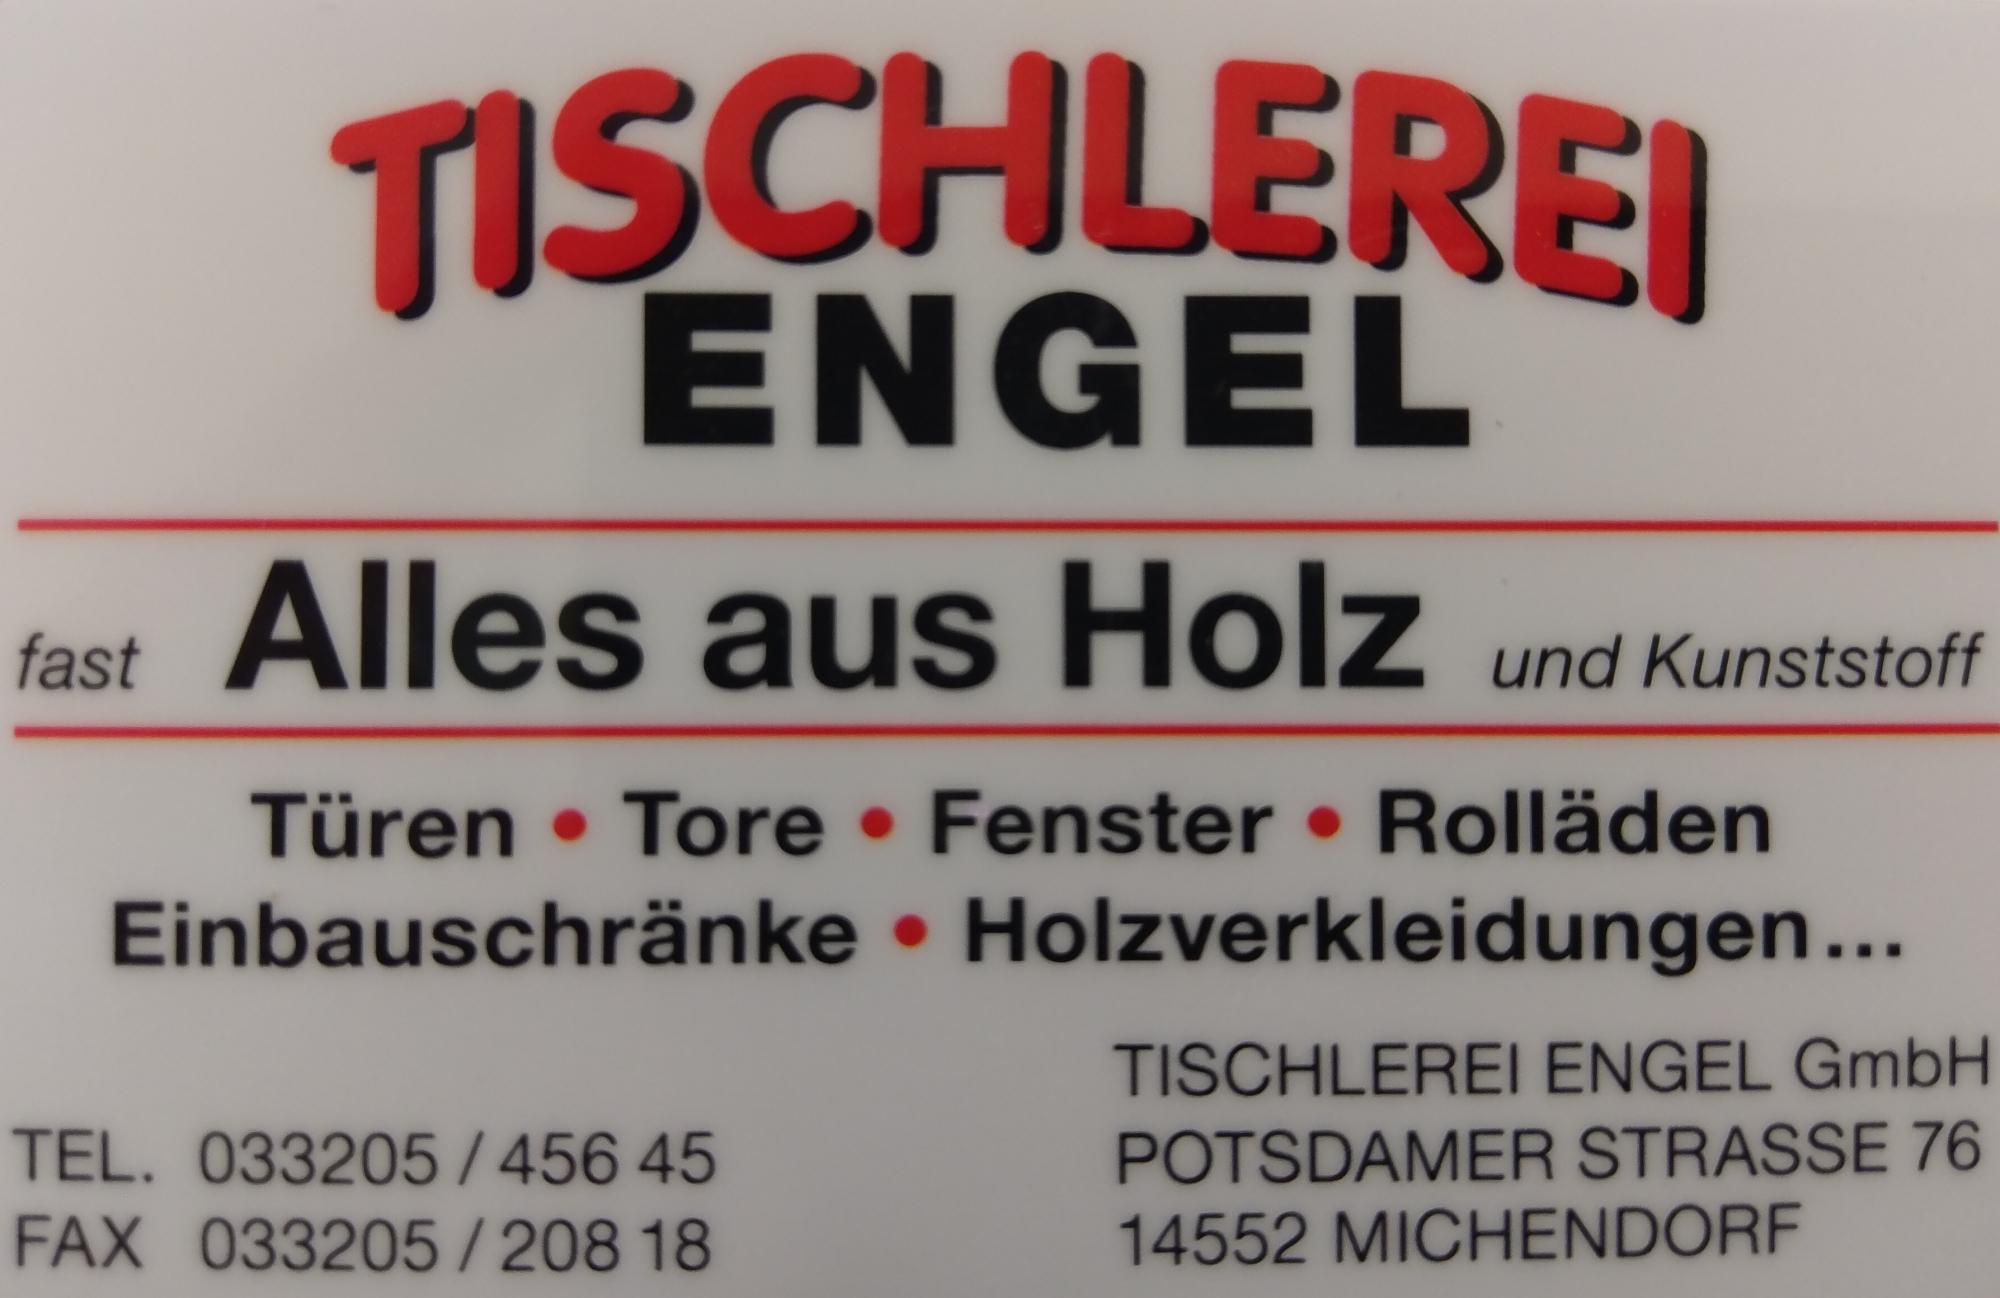 TISCHLEREI
ENGEL
fast Alles aus Holz und Kunststoff
Türen • Tore • Fenster • Rolläden
Einbauschränke • Holzverkleidungen...
TISCHLEREI ENGEL GmbH
TEL. 033205 / 456 45 POTSDAMER STRASSE 76
FAX 033205 / 208 18 14552 MICHENDORF